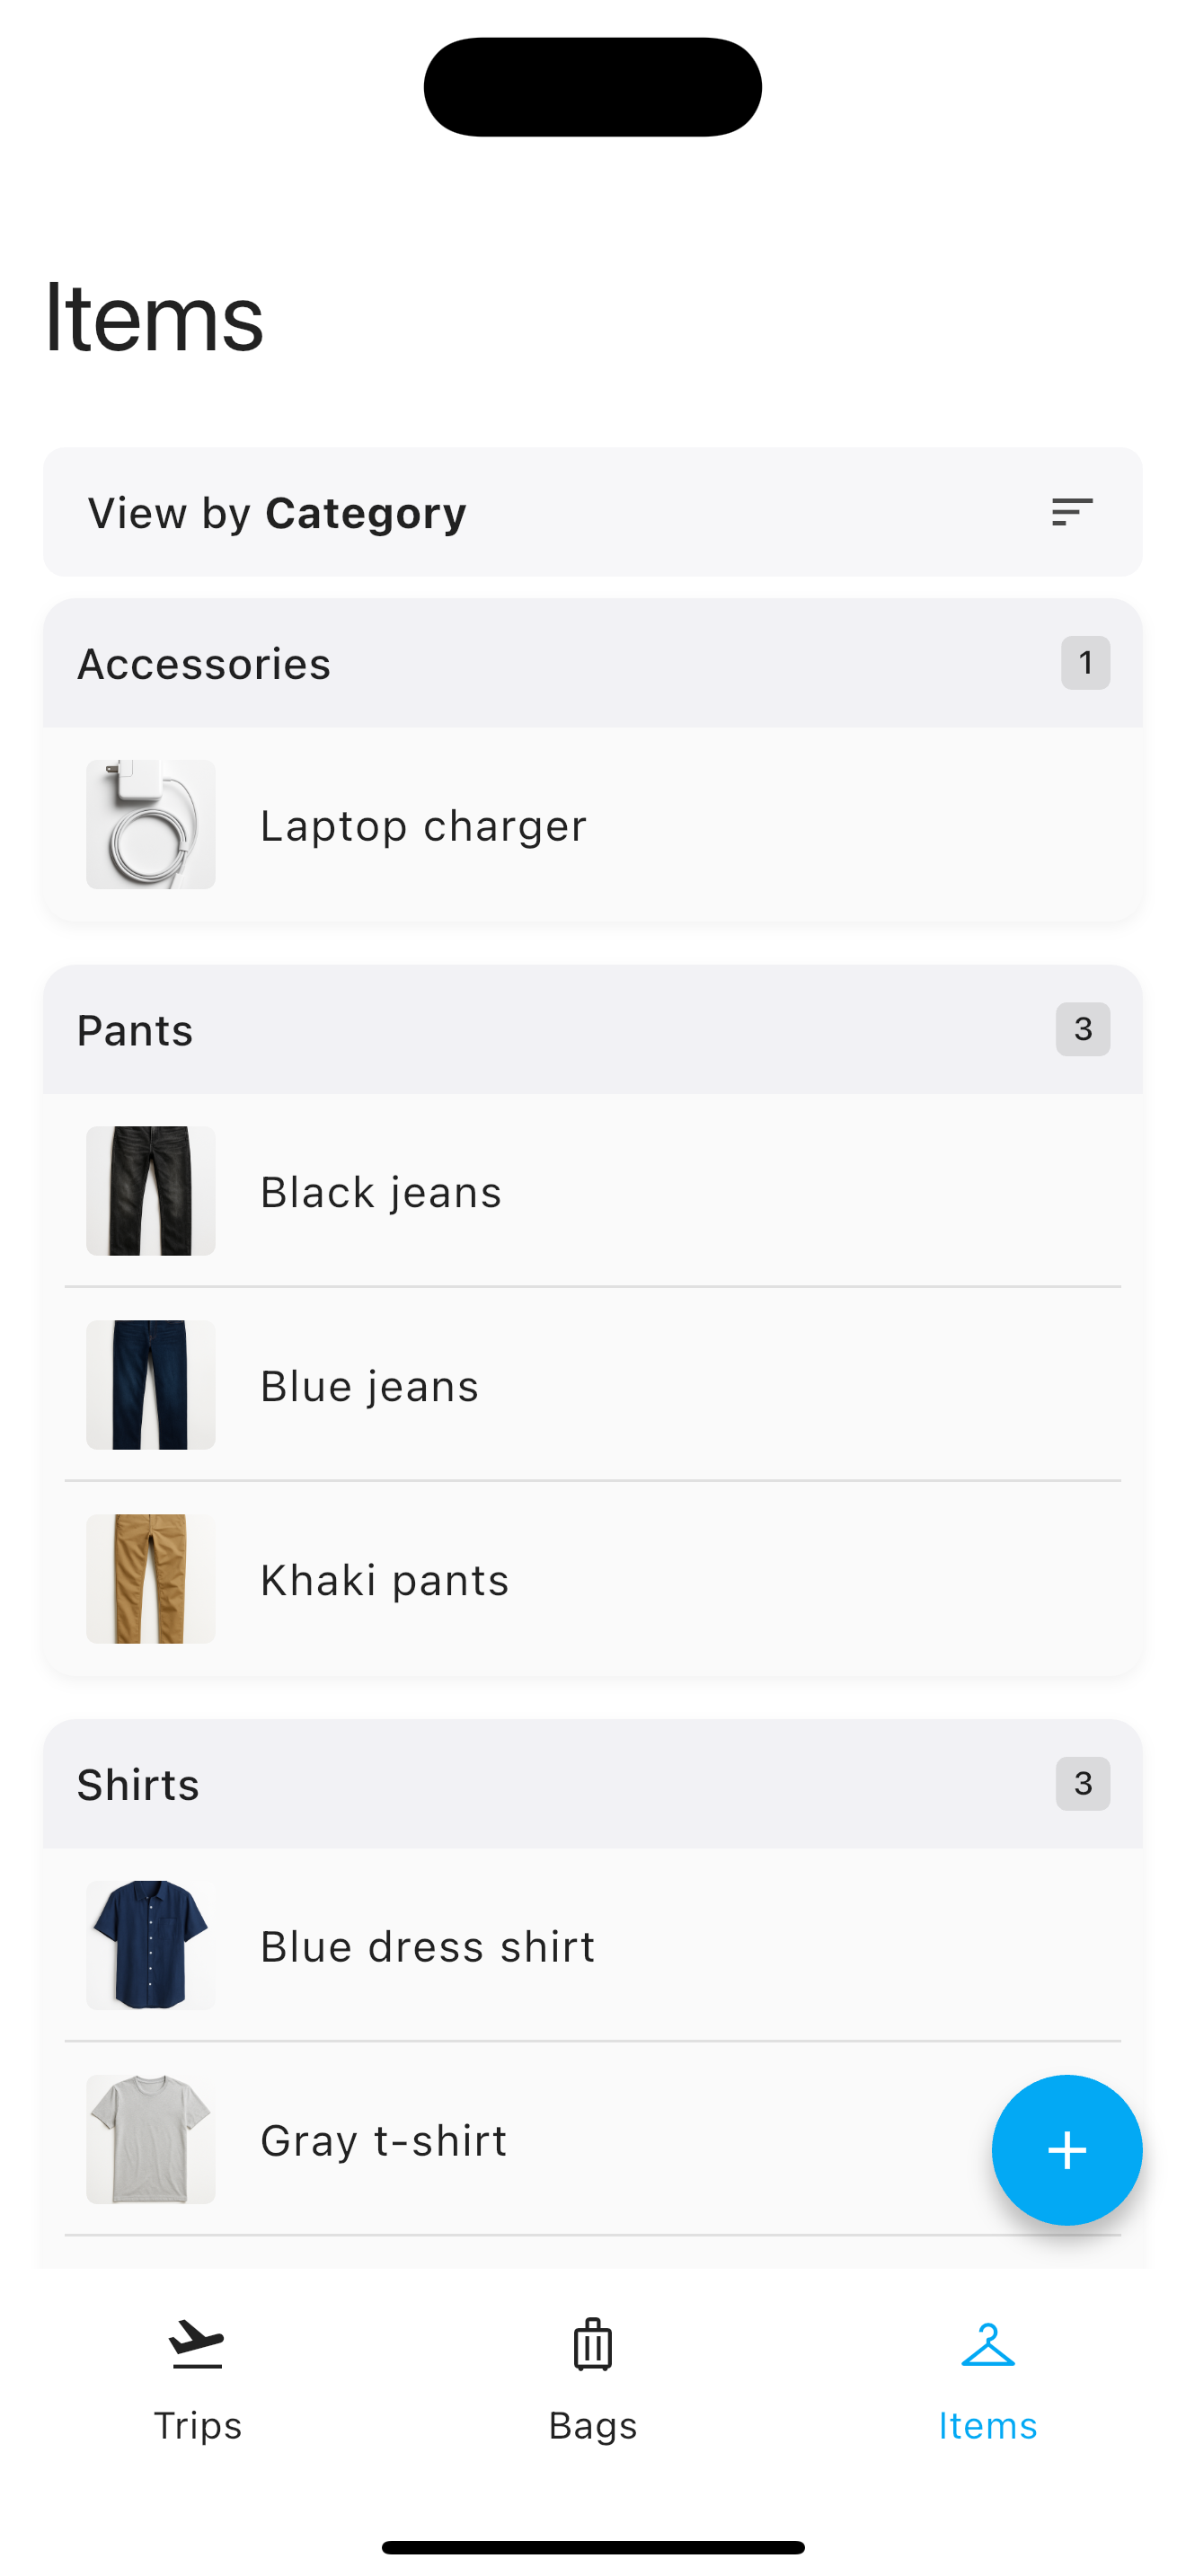 Items
View by Category
Accessories 1
Laptop charger
Pants 3
Black jeans
Blue jeans
Khaki pants
Shirts 3
Blue dress shirt
Gray t-shirt
Trips Bags Items